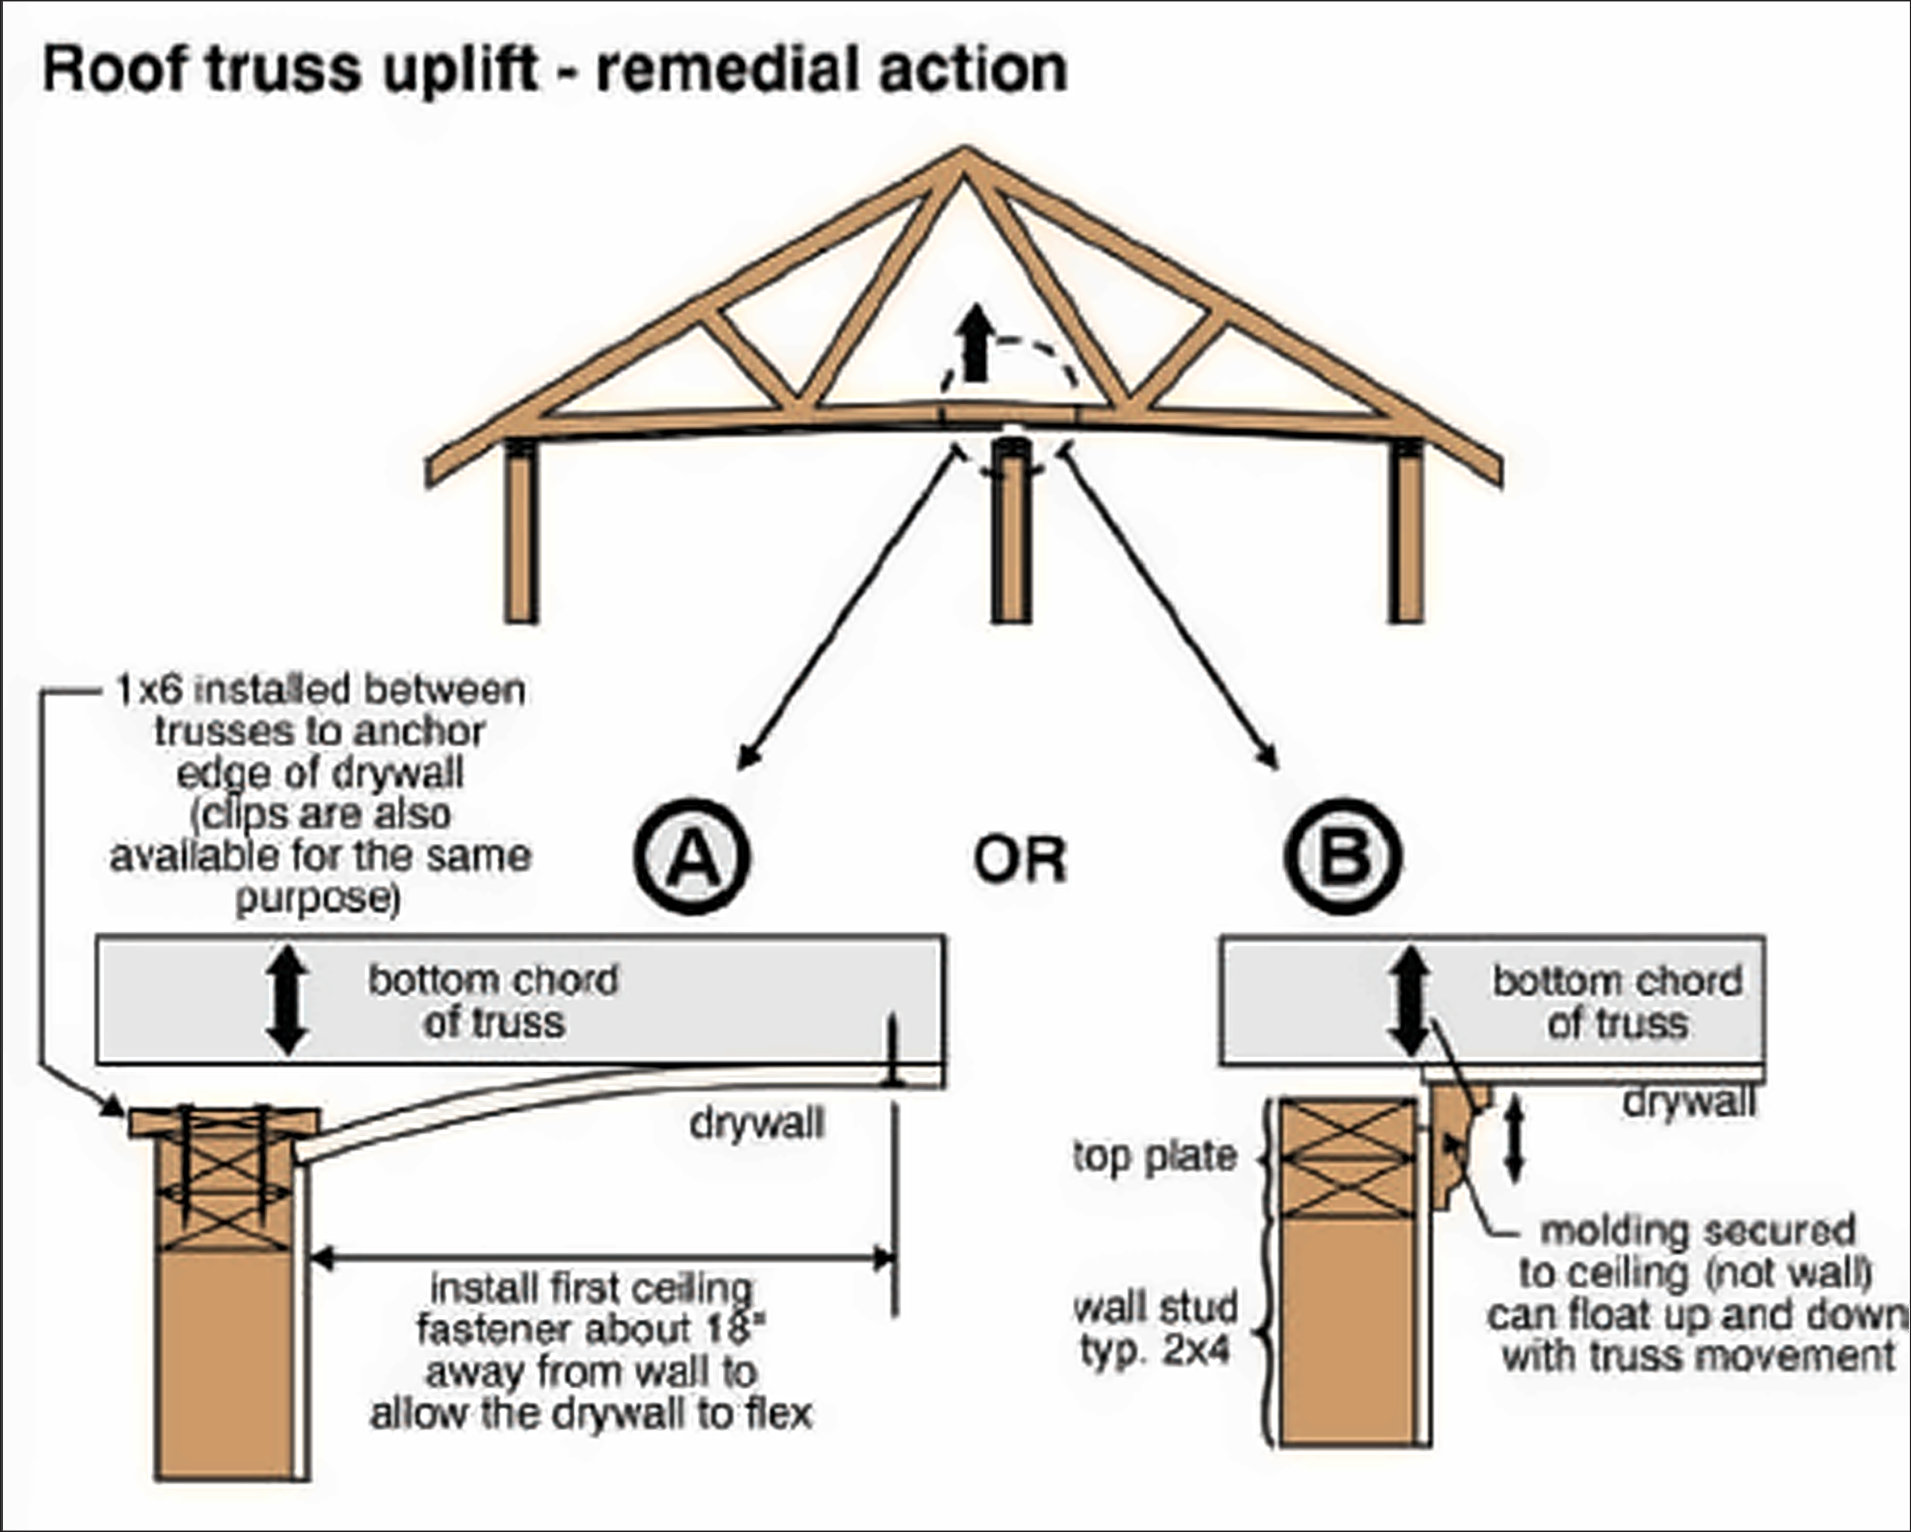 Roof truss uplift - remedial action
1x6 installed between
trusses to anchor
edge of drywall
(clips are also
available for the same
purpose)
A
OR
B
bottom chord
of truss
drywall
install first ceiling
fastener about 18"
away from wall to
allow the drywall to flex
bottom chord
of truss
drywall
top plate
wall stud
typ. 2x4
molding secured
to ceiling (not wall)
can float up and down
with truss movement